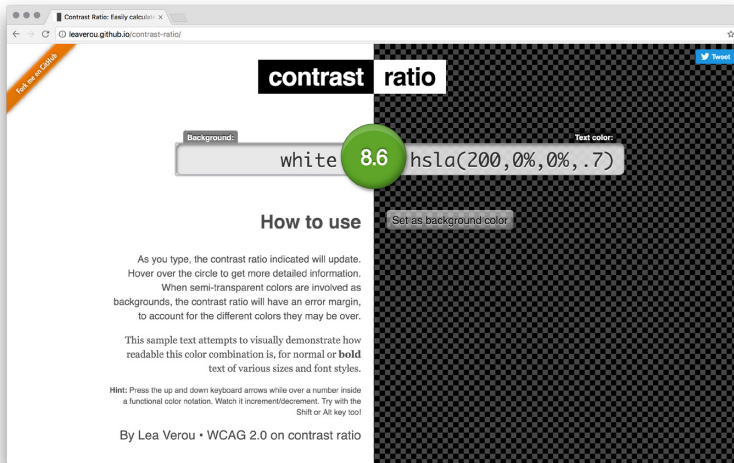 Contrast Ratio: Easily calculate
leaverou.github.io/contrast-ratio/
Fork me on GitHub
Tweet
contrast ratio
Background:
Text color:
white 8.6 hsla(200,0%,0%,.7)
How to use
Set as background color
As you type, the contrast ratio indicated will update.
Hover over the circle to get more detailed information.
When semi-transparent colors are involved as
backgrounds, the contrast ratio will have an error margin,
to account for the different colors they may be over.
This sample text attempts to visually demonstrate how
readable this color combination is, for normal or bold
text of various sizes and font styles.
Hint: Press the up and down keyboard arrows while over a number inside
a functional color notation. Watch it increment/decrement. Try with the
Shift or Alt key too!
By Lea Verou • WCAG 2.0 on contrast ratio